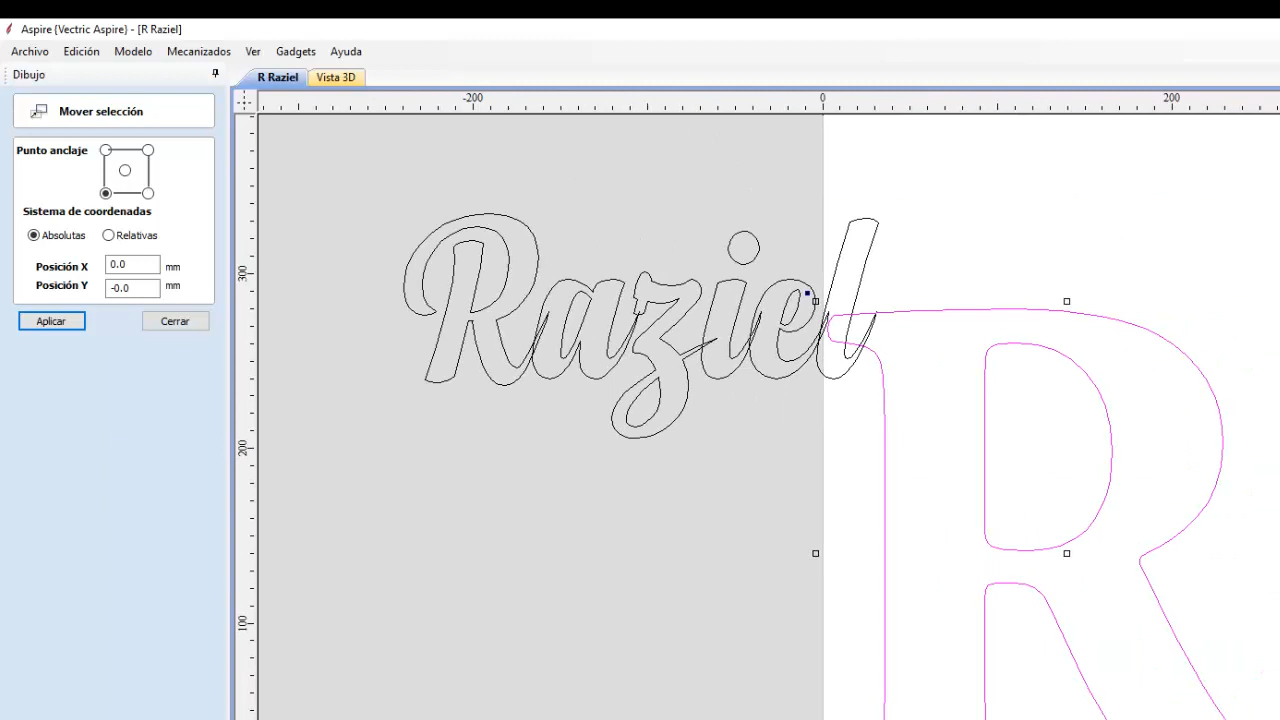 Aspire {Vectric Aspire} - [R Raziel]
Archivo Edición Modelo Mecanizados Ver Gadgets Ayuda
Dibujo
R Raziel Vista 3D
Mover selección
Punto anclaje
Sistema de coordenadas
Absolutas Relativas
Posición X 0.0 mm
Posición Y -0.0 mm
Aplicar Cerrar
-200 0 200
300
200
100
Raziel
R